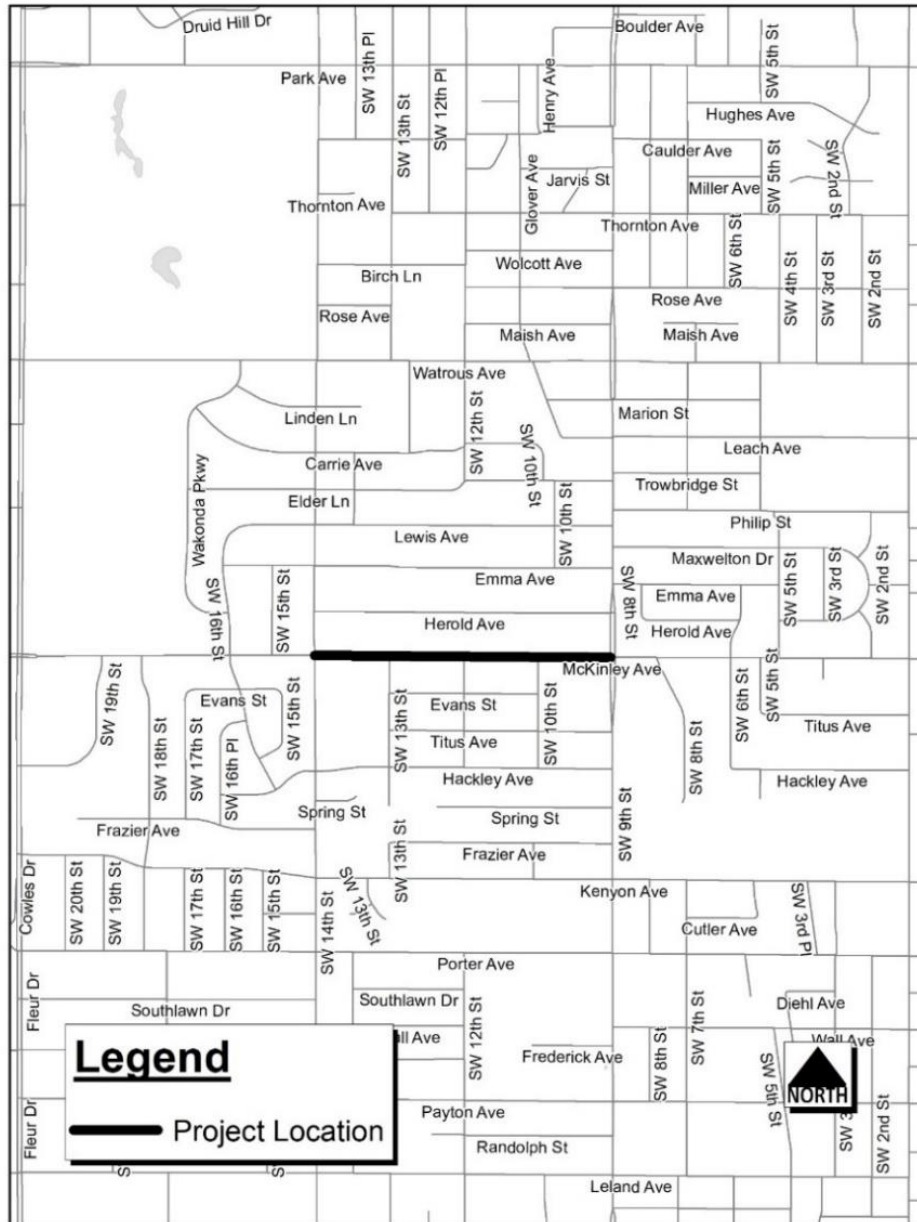 Druid Hill Dr
Boulder Ave
SW 5th St
SW 13th Pl
Park Ave
SW 12th Pl
Henry Ave
SW 13th St
Hughes Ave
Caulder Ave
SW 5th St
SW 2nd St
Jarvis St
Miller Ave
Glover Ave
Thornton Ave
Thornton Ave
SW 6th St
Wolcott Ave
Birch Ln
SW 4th St
SW 3rd St
SW 2nd St
Rose Ave
Rose Ave
Maish Ave
Maish Ave
Watrous Ave
Linden Ln
SW 12th St
Marion St
SW 10th St
Leach Ave
Carrie Ave
Trowbridge St
Elder Ln
Wakonda Pkwy
SW 10th St
Philip St
Lewis Ave
Maxwelton Dr
Emma Ave
SW 15th St
SW 16th St
SW 8th St
Emma Ave
SW 5th St
SW 3rd St
SW 2nd St
Herold Ave
Herold Ave
McKinley Ave
SW 19th St
Evans St
SW 15th St
SW 13th St
Evans St
SW 10th St
SW 6th St
SW 5th St
SW 18th St
SW 17th St
SW 16th Pl
Titus Ave
SW 8th St
Titus Ave
Hackley Ave
Hackley Ave
Spring St
Spring St
SW 9th St
Frazier Ave
Frazier Ave
SW 13th St
Cowles Dr
SW 20th St
SW 19th St
SW 17th St
SW 16th St
SW 15th St
SW 14th St
SW 13th St
Kenyon Ave
SW 3rd Pl
Cutler Ave
Porter Ave
Fleur Dr
Southlawn Dr
Southlawn Dr
SW 12th St
SW 7th St
Diehl Ave
Legend
ll Ave
Frederick Ave
SW 8th St
Wall Ave
SW 5th St
NORTH
Fleur Dr
Project Location
Payton Ave
SW 3
SW 2nd St
Randolph St
S
S
Leland Ave